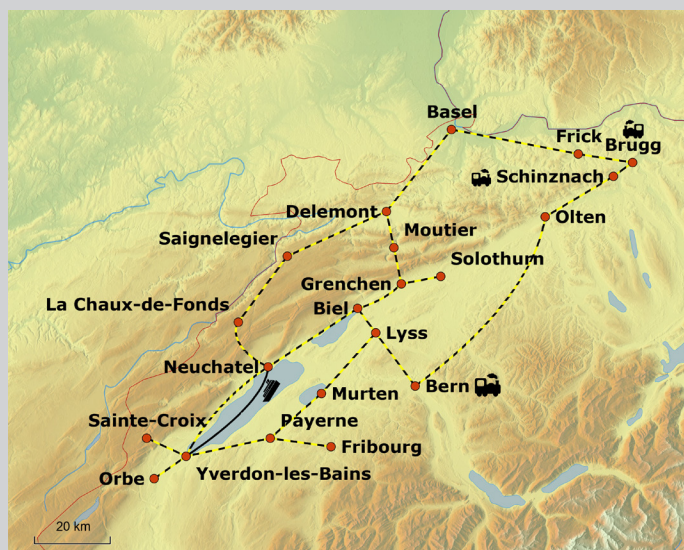 Basel
Frick
Brugg
Schinznach
Delemont
Olten
Moutier
Saignelegier
Solothurn
Grenchen
La Chaux-de-Fonds
Biel
Lyss
Neuchatel
Bern
Murten
Sainte-Croix
Payerne
Fribourg
Yverdon-les-Bains
Orbe
20 km